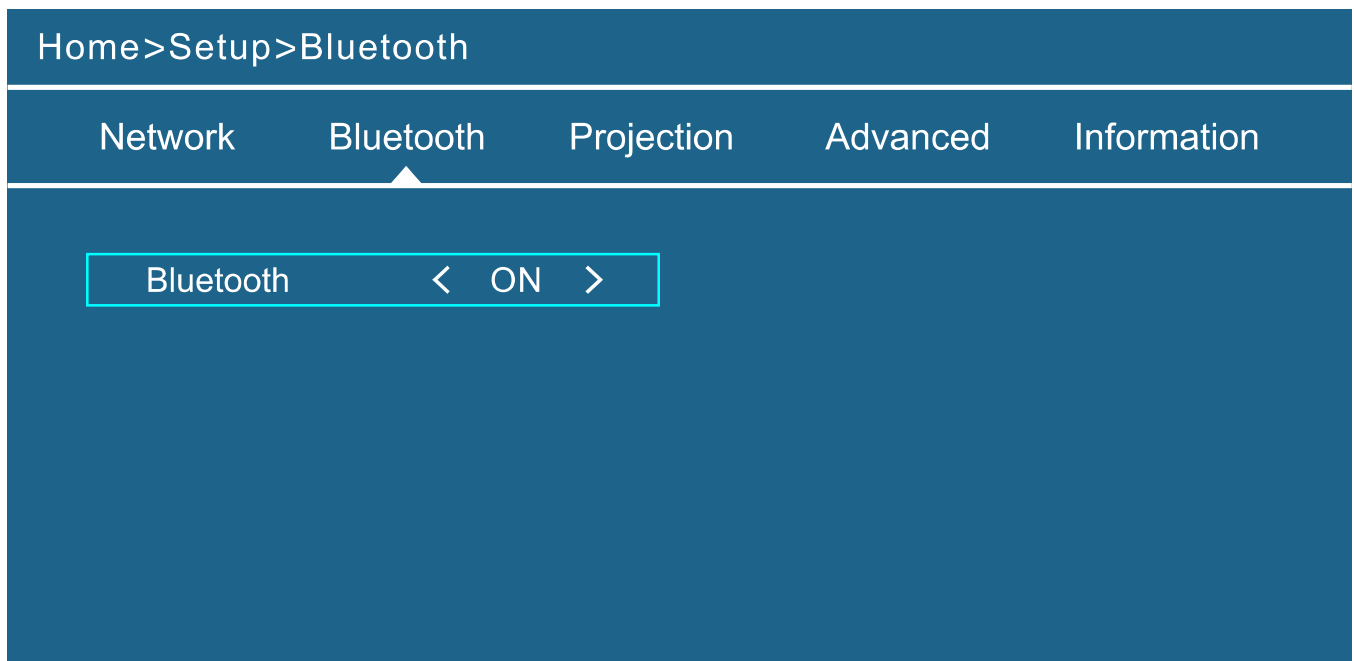 Home>Setup>Bluetooth
Network Bluetooth Projection Advanced Information
Bluetooth < ON >